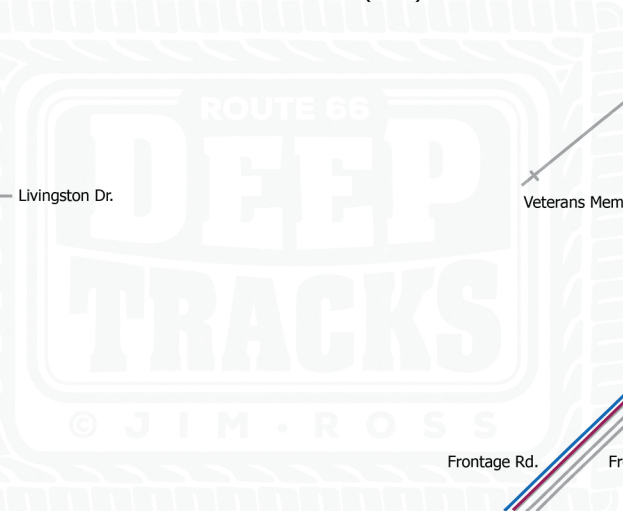 ROUTE 66
DEEP
TRACKS
© JIM • ROSS
Livingston Dr.
Veterans Mem
Frontage Rd.
Fr